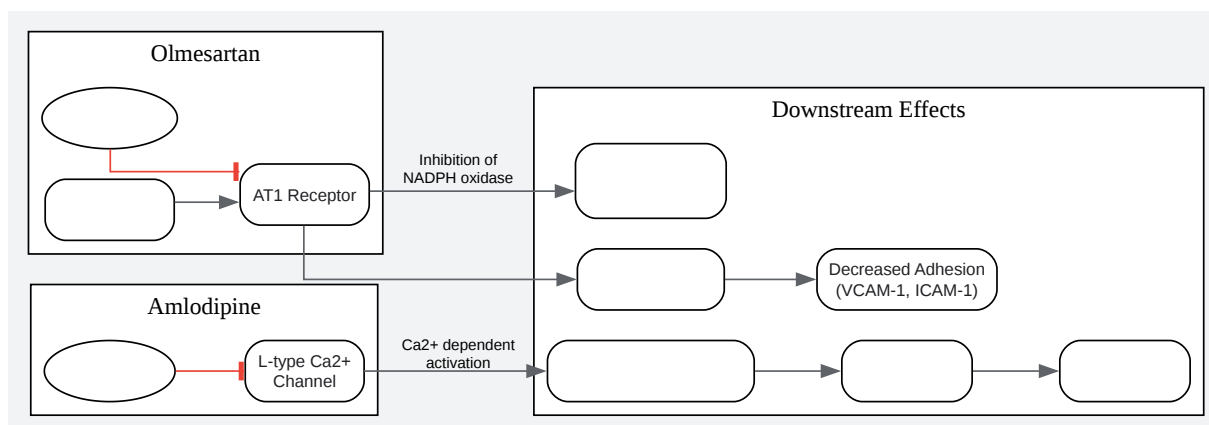 Olmesartan
AT1 Receptor
Inhibition of
NADPH oxidase
Downstream Effects
Decreased Adhesion
(VCAM-1, ICAM-1)
Amlodipine
L-type Ca2+
Channel
Ca2+ dependent
activation